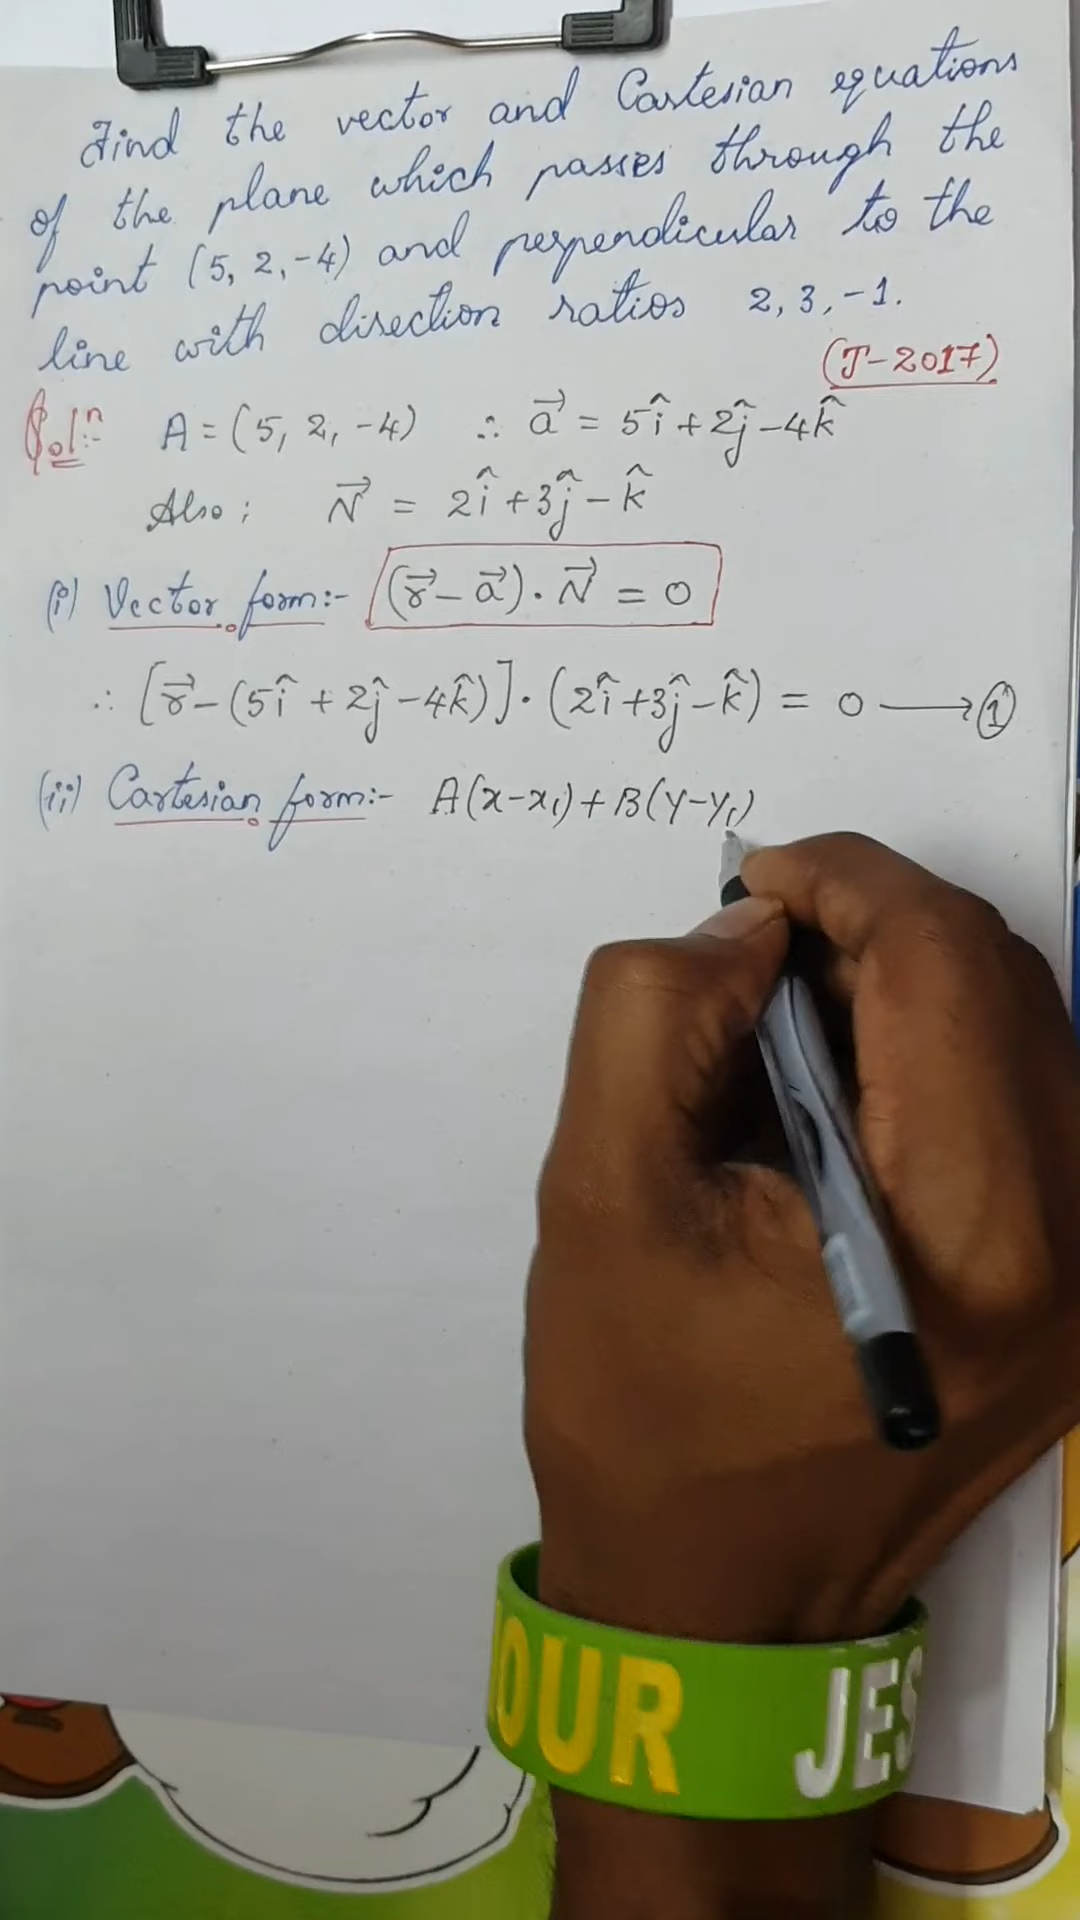 Find the vector and Cartesian equations
of the plane which passes through the
point (5, 2, -4) and perpendicular to the
line with direction ratios 2, 3, -1.
(J-2017)
Solⁿ:- A = (5, 2, -4) ∴ a⃗ = 5î + 2ĵ - 4k̂
Also; N⃗ = 2î + 3ĵ - k̂
(i) Vector form:- (r⃗ - a⃗) · N⃗ = 0
∴ [r⃗ - (5î + 2ĵ - 4k̂)] · (2î + 3ĵ - k̂) = 0 → ①
(ii) Cartesian form:- A(x-x₁) + B(y-y₁)
OUR JES